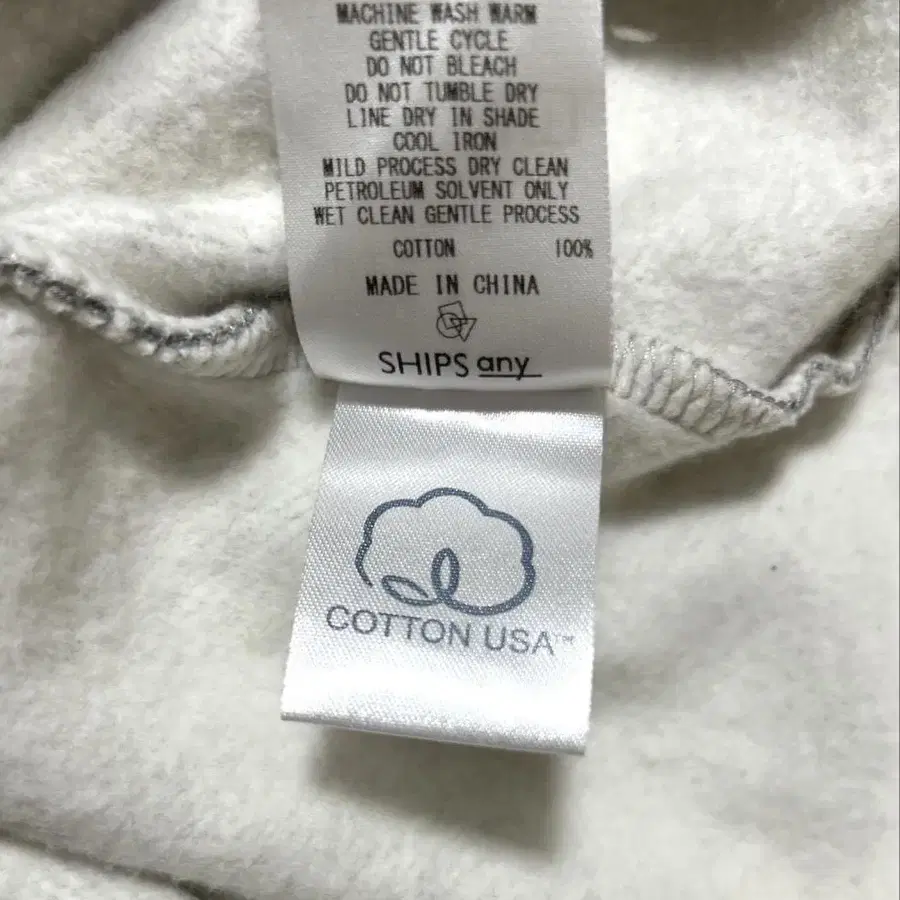 MACHINE WASH WARM
GENTLE CYCLE
DO NOT BLEACH
DO NOT TUMBLE DRY
LINE DRY IN SHADE
COOL IRON
MILD PROCESS DRY CLEAN
PETROLEUM SOLVENT ONLY
WET CLEAN GENTLE PROCESS
COTTON 100%
MADE IN CHINA
SHIPS any
COTTON USA™